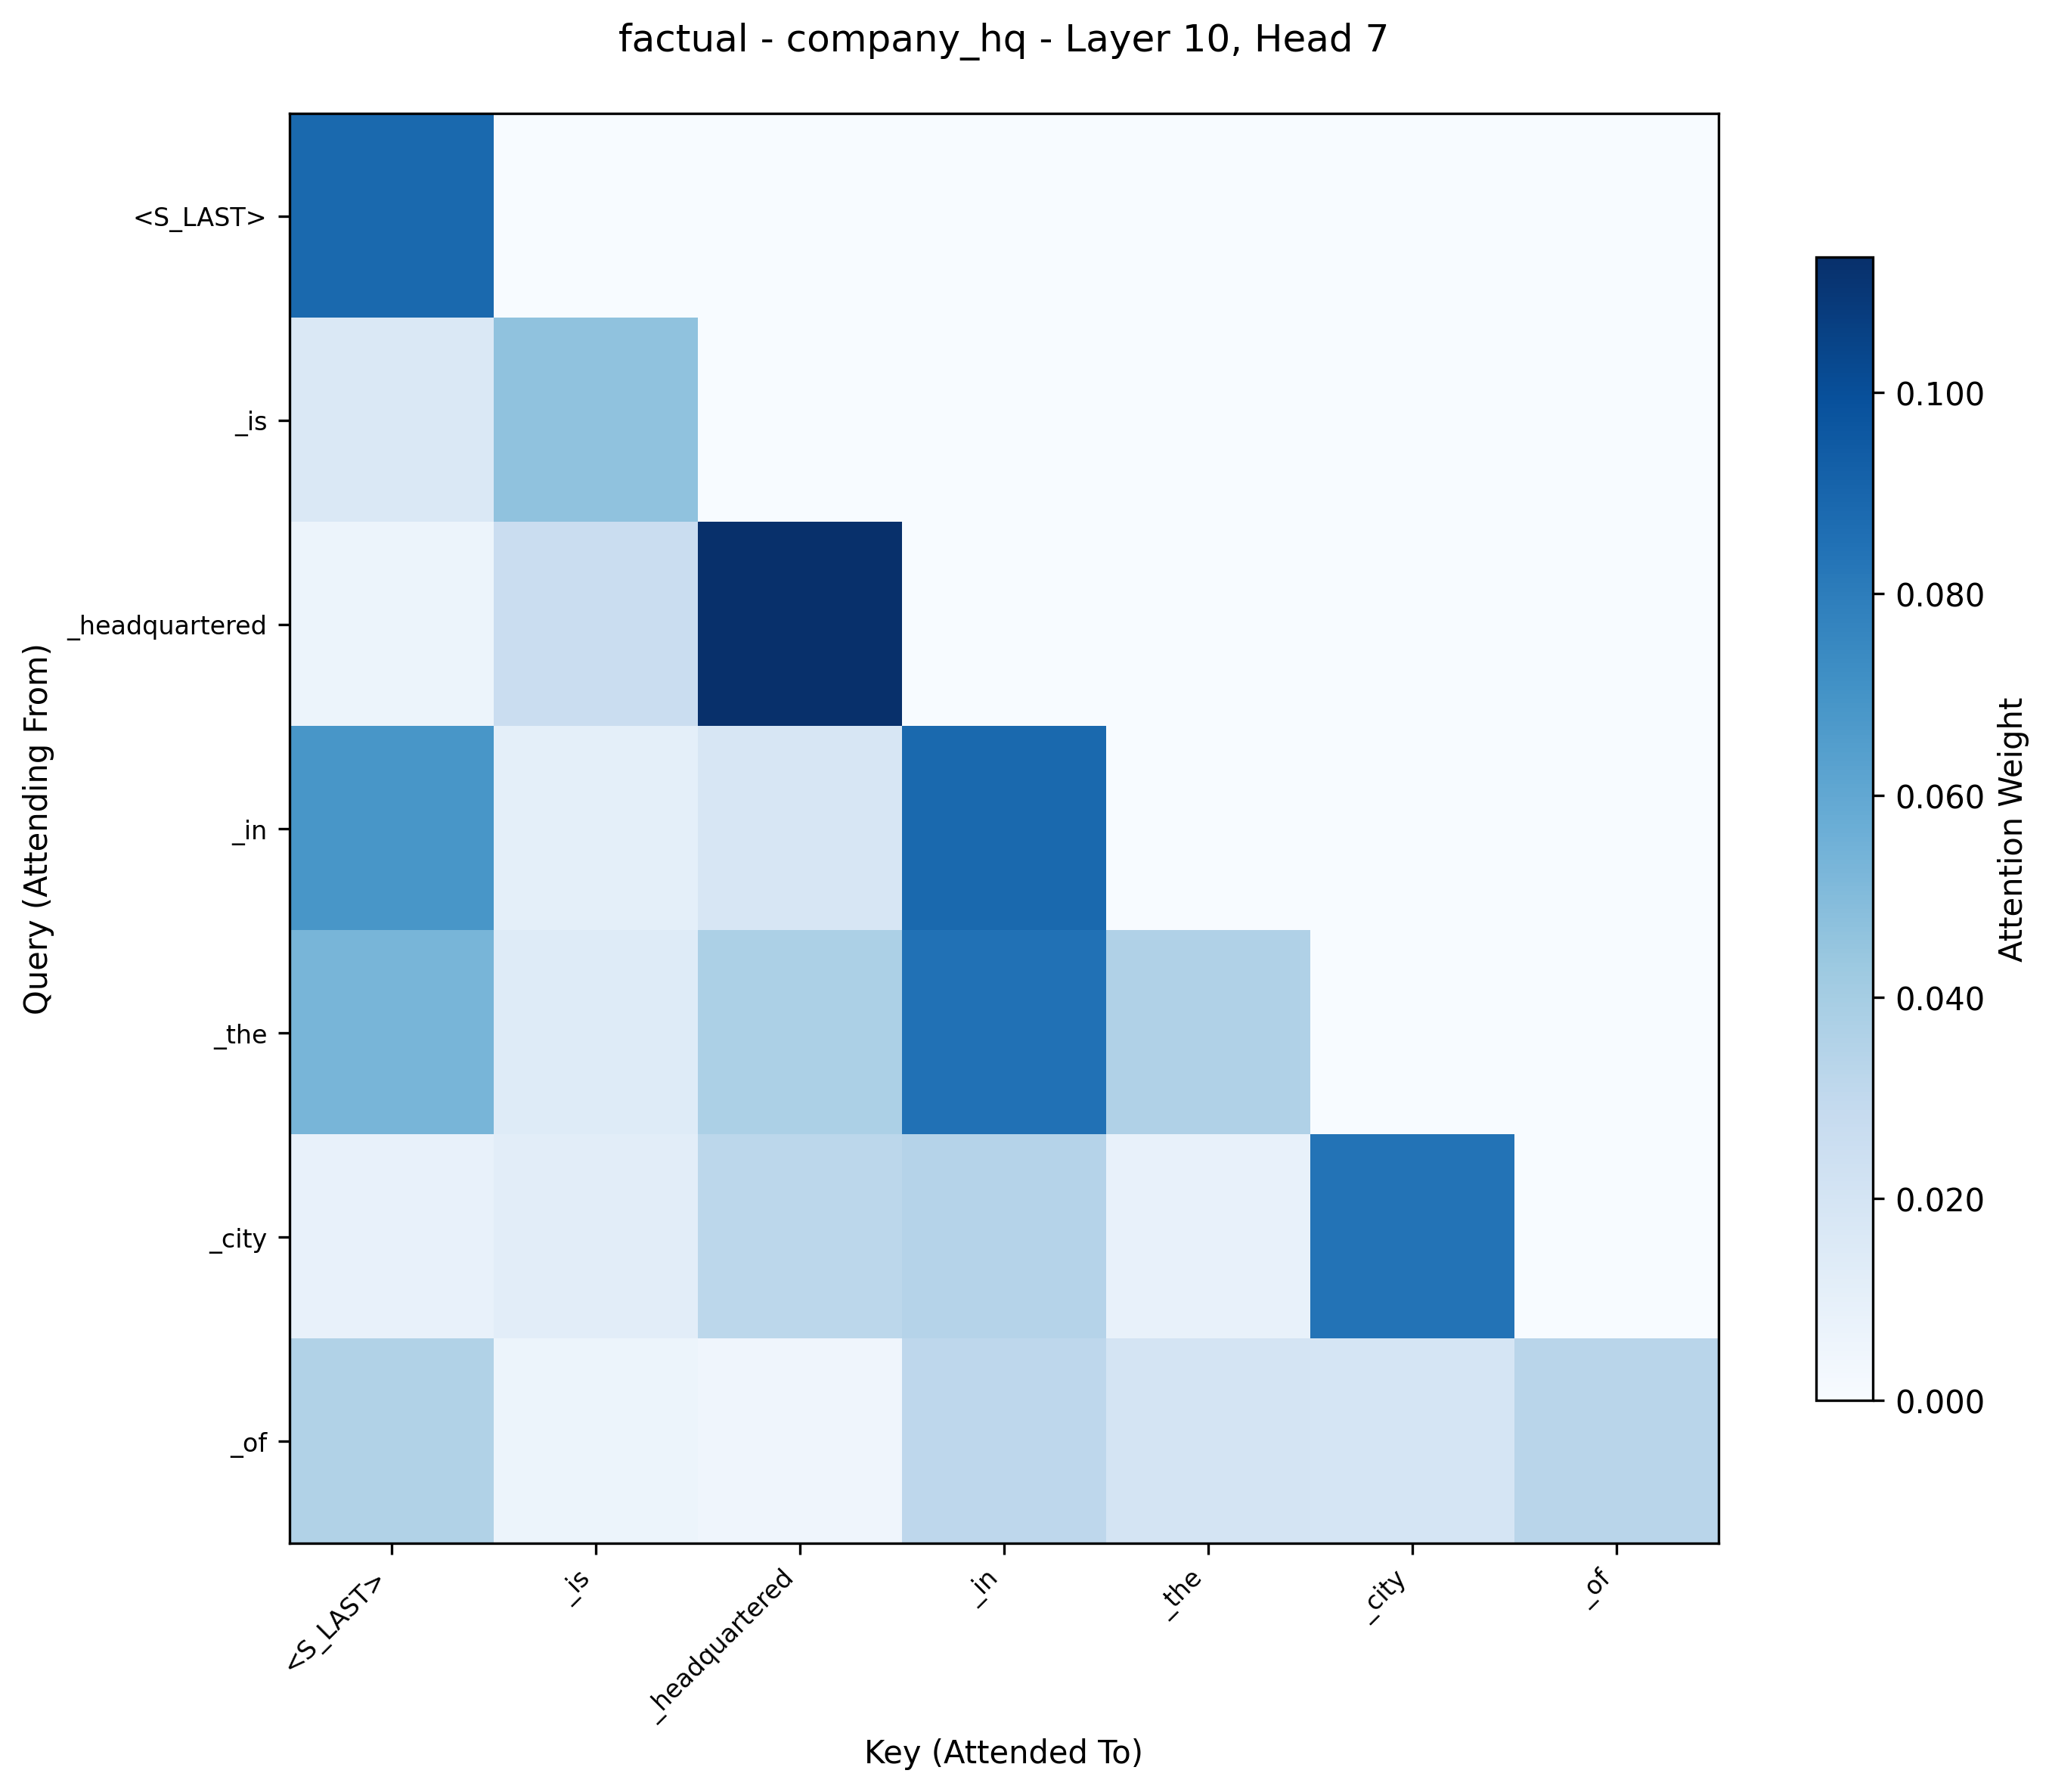 factual - company_hq - Layer 10, Head 7
<S_LAST>
_is
_headquartered
_in
_the
_city
_of
Query (Attending From)
<S_LAST>
_is
_headquartered
_in
_the
_city
_of
Key (Attended To)
0.100
0.080
0.060
0.040
0.020
0.000
Attention Weight